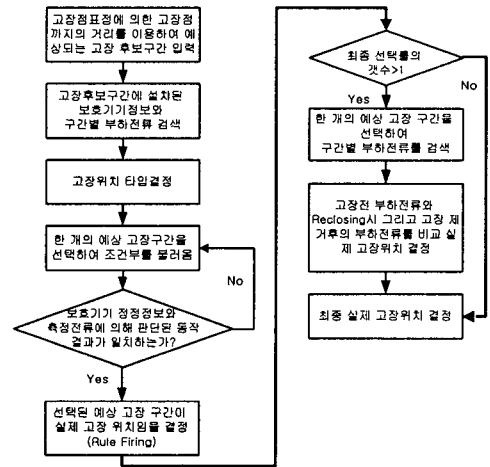 고장점표정에 의한 고장점
까지의 거리를 이용하여 예
상되는 고장 후보구간 입력
고장후보구간에 설치된
보호기기정보와
구간별 부하전류 검색
고장위치 타입결정
한 개의 예상 고장구간을
선택하여 조건부를 불러옴
No
보호기기 정정정보와
측정전류에 의해 판단된 동작
결과가 일치하는가?
Yes
선택된 예상 고장 구간이
실제 고장 위치임을 결정
(Rule Firing)
최종 선택룰의
갯수>1
No
Yes
한 개의 예상 고장 구간을
선택하여
구간별 부하전류를 검색
고장전 부하전류와
Reclosing시 그리고 고장 제
거후의 부하전류를 비교 실
제 고장위치 결정
최종 실제 고장위치 결정